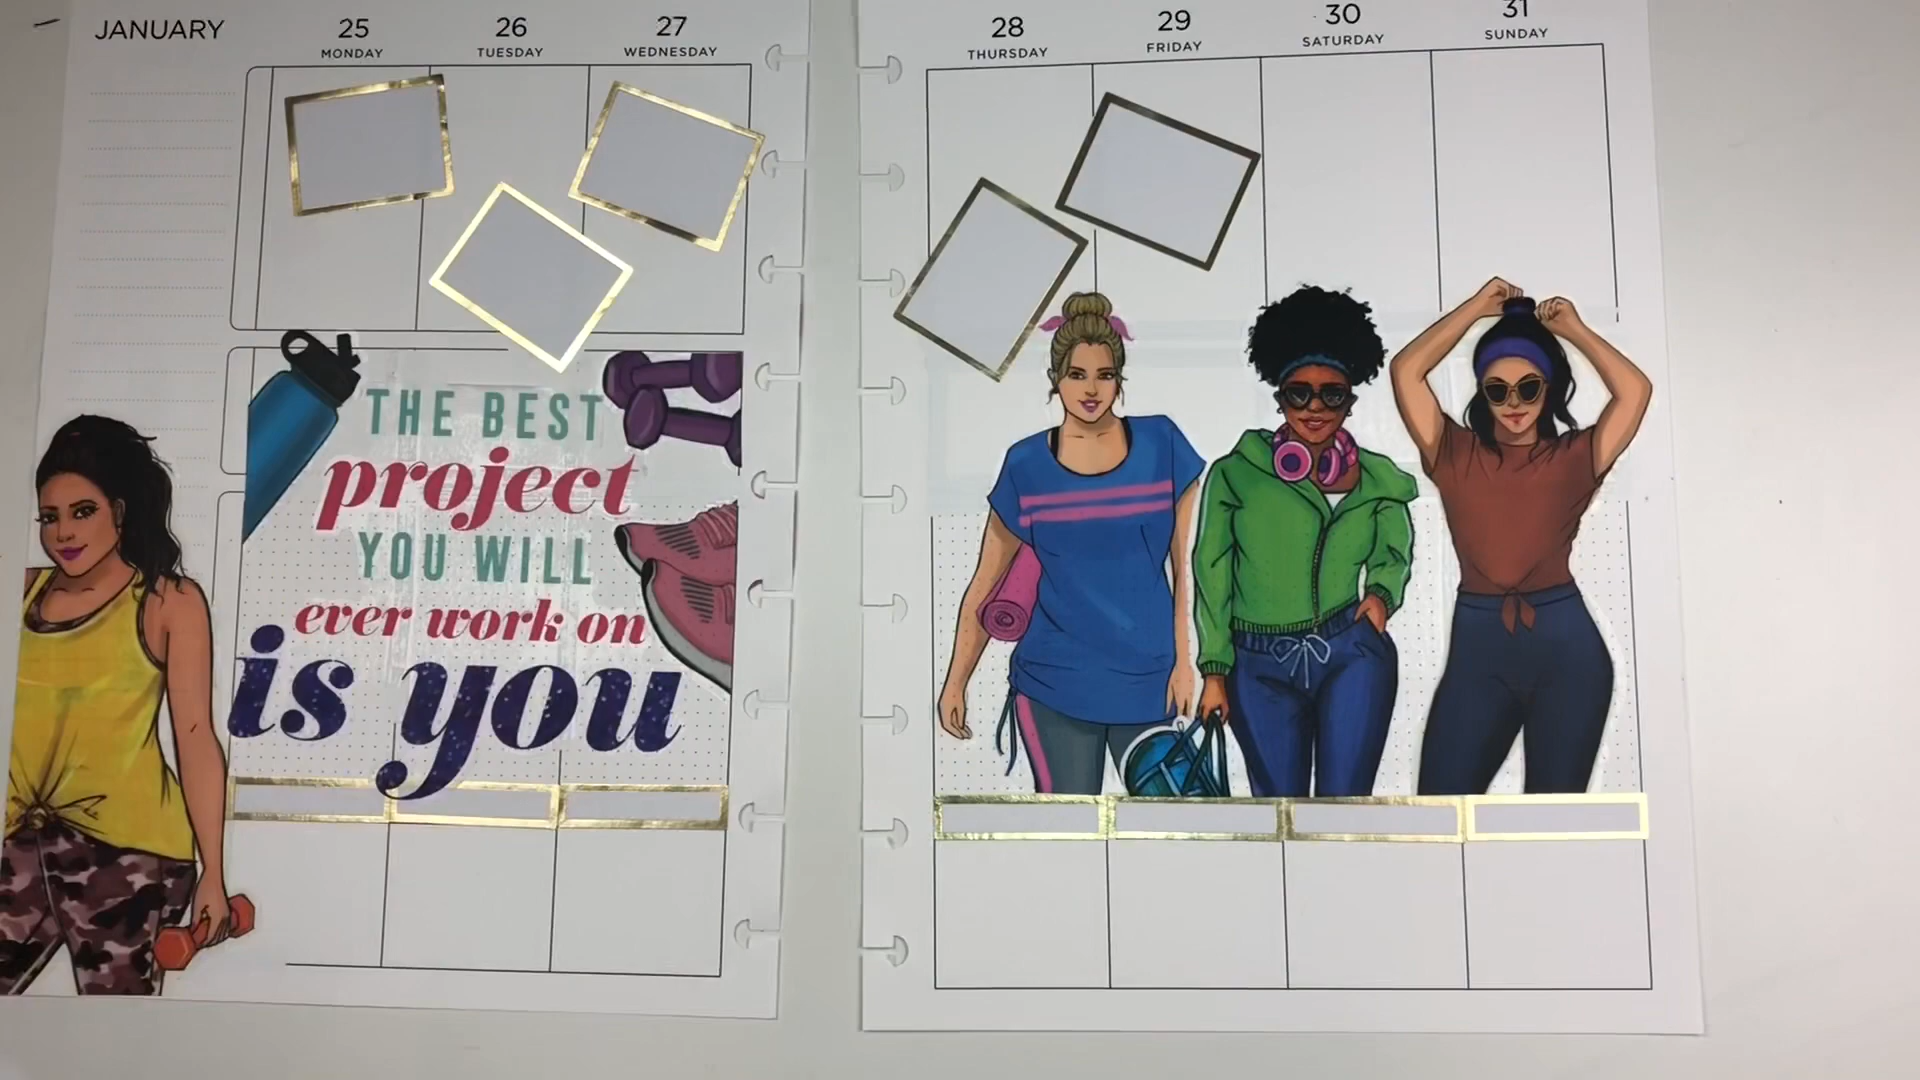 JANUARY
25
MONDAY
26
TUESDAY
27
WEDNESDAY
28
THURSDAY
29
FRIDAY
30
SATURDAY
31
SUNDAY
THE BEST
project
YOU WILL
ever work on
is you